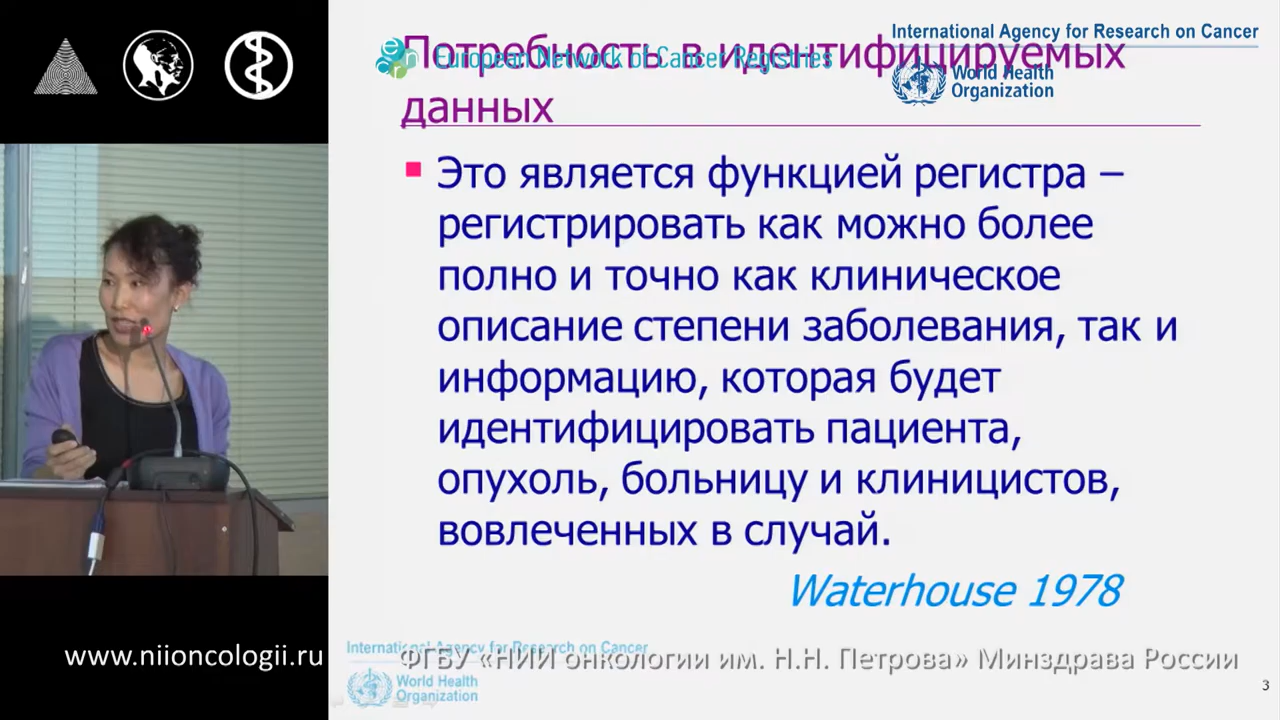 International Agency for Research on Cancer
World Health
Organization
European Network of Cancer Registries
Потребность в идентифицируемых
данных
Это является функцией регистра –
регистрировать как можно более
полно и точно как клиническое
описание степени заболевания, так и
информацию, которая будет
идентифицировать пациента,
опухоль, больницу и клиницистов,
вовлеченных в случай.
Waterhouse 1978
International Agency for Research on Cancer
World Health
Organization
www.niioncologii.ru
ФГБУ «НИИ онкологии им. Н.Н. Петрова» Минздрава России
3